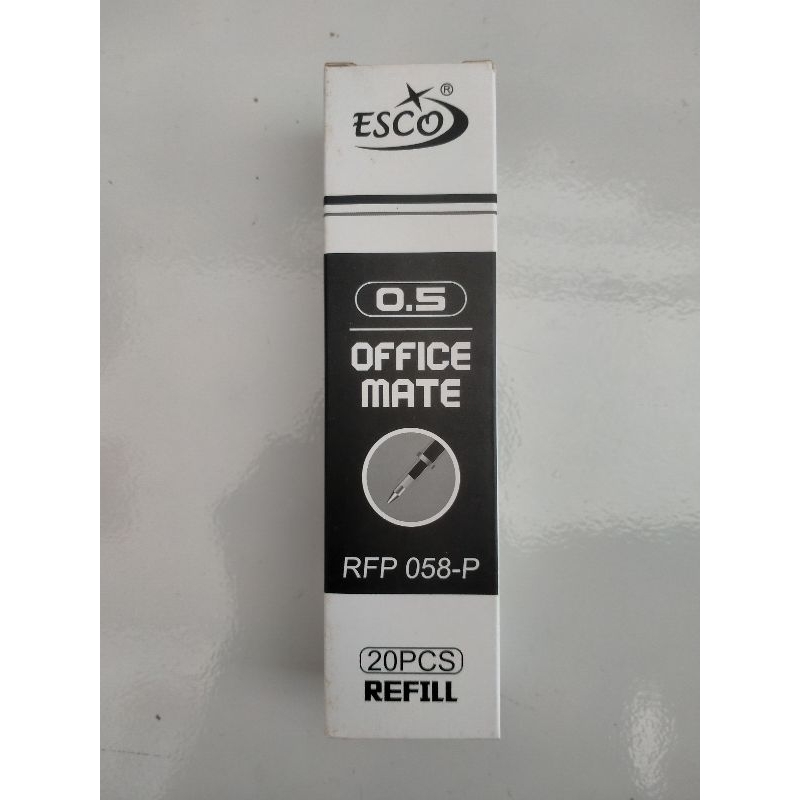 ESCO ®
0.5
OFFICE
MATE
RFP 058-P
20PCS
REFILL